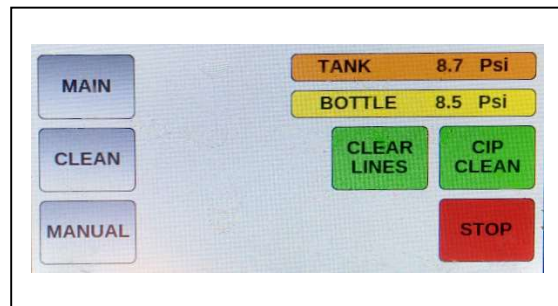 MAIN
TANK 8.7 Psi
BOTTLE 8.5 Psi
CLEAN
CLEAR
LINES
CIP
CLEAN
MANUAL
STOP